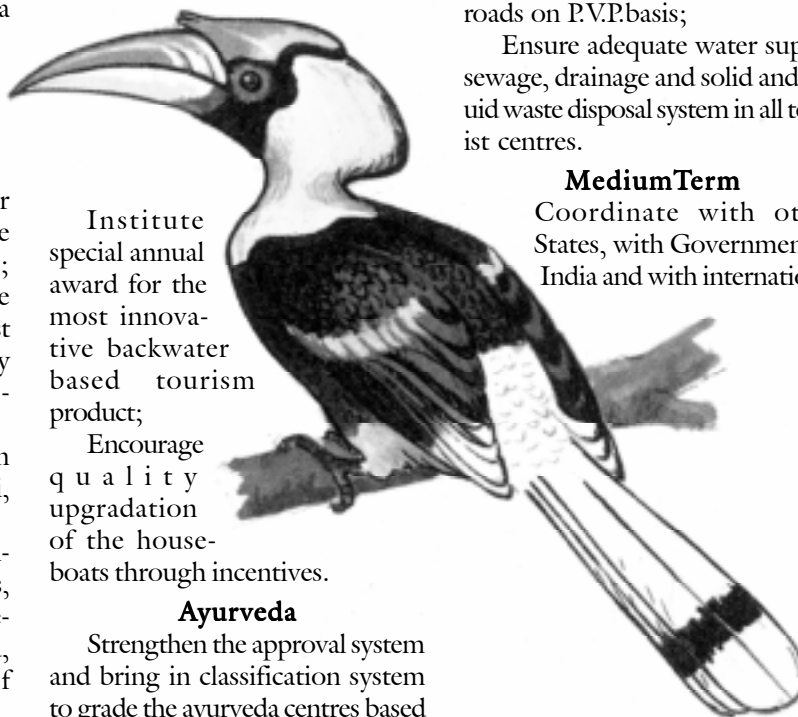 Institute
special annual
award for the
most innova-
tive backwater
based tourism
product;
Encourage
quality
upgradation
of the house-
boats through incentives.
Ayurveda
Strengthen the approval system
and bring in classification system
to grade the ayurveda centres based
roads on P.V.P.basis;
Ensure adequate water sup
sewage, drainage and solid and
uid waste disposal system in all to
ist centres.
MediumTerm
Coordinate with ot
States, with Governmen
India and with internatio